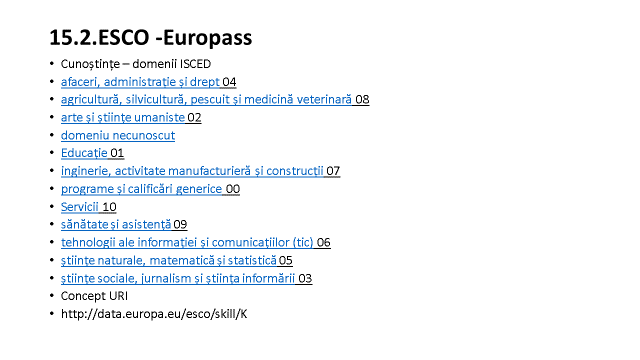 15.2.ESCO -Europass
• Cunoștințe – domenii ISCED
• afaceri, administrație și drept 04
• agricultură, silvicultură, pescuit și medicină veterinară 08
• arte și științe umaniste 02
• domeniu necunoscut
• Educație 01
• inginerie, activitate manufacturieră și construcții 07
• programe și calificări generice 00
• Servicii 10
• sănătate și asistență 09
• tehnologii ale informației și comunicațiilor (tic) 06
• științe naturale, matematică și statistică 05
• științe sociale, jurnalism și știința informării 03
• Concept URI
• http://data.europa.eu/esco/skill/K